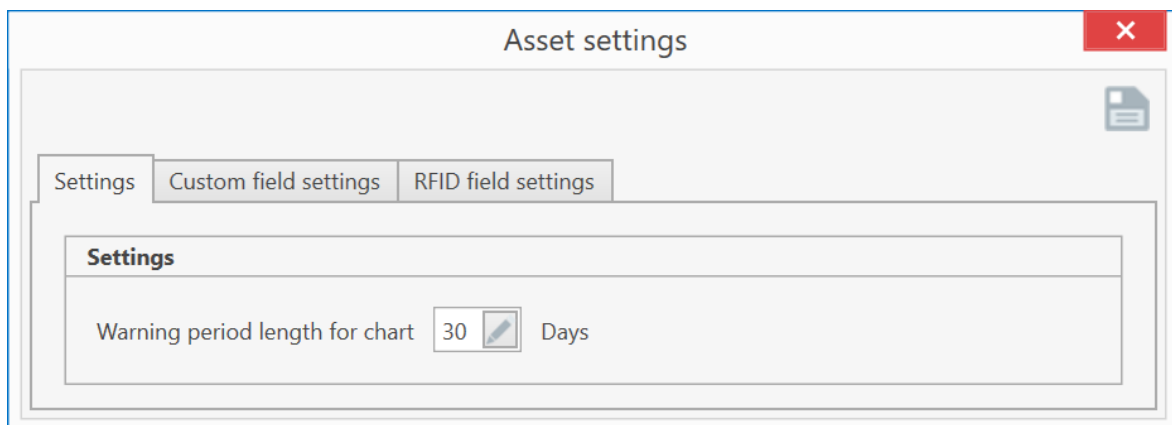 Asset settings
Settings Custom field settings RFID field settings
Settings
Warning period length for chart 30 Days